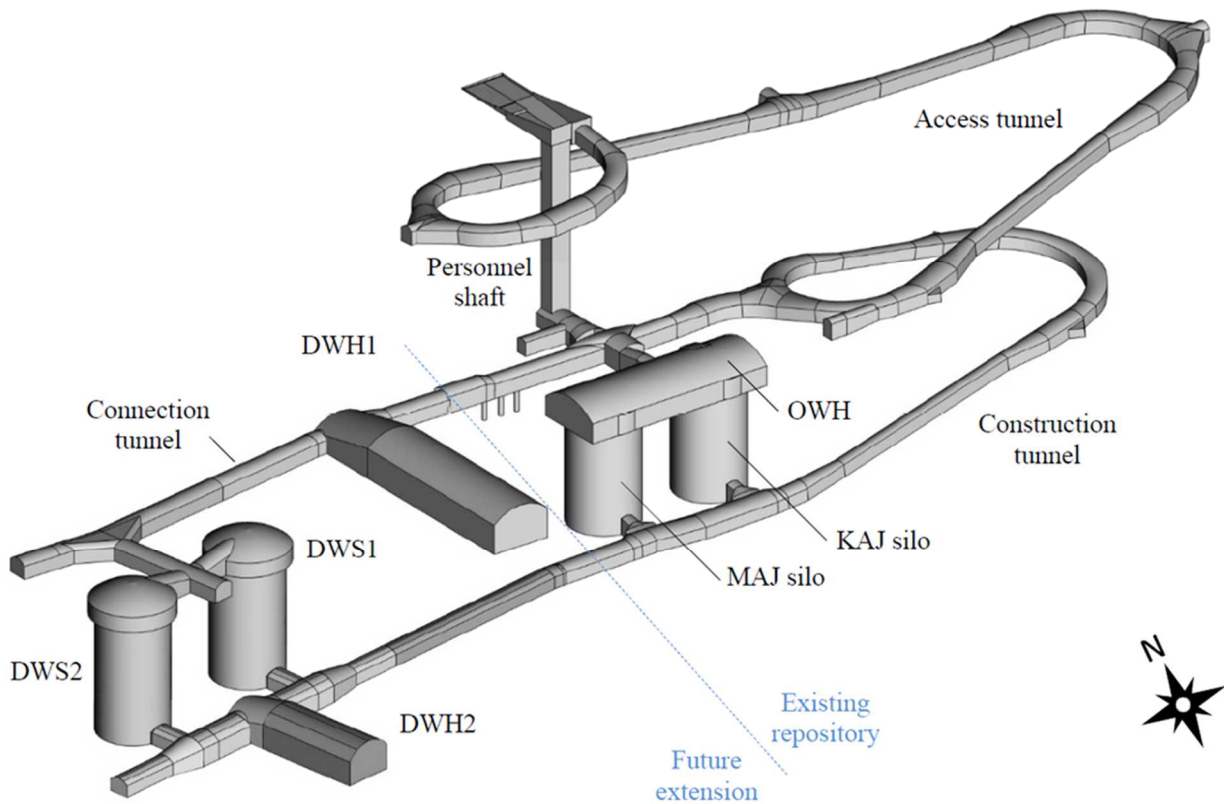 Access tunnel
Personnel
shaft
DWH1
OWH
Connection
tunnel
Construction
tunnel
DWS1
KAJ silo
MAJ silo
DWS2
DWH2
Existing
repository
Future
extension
N